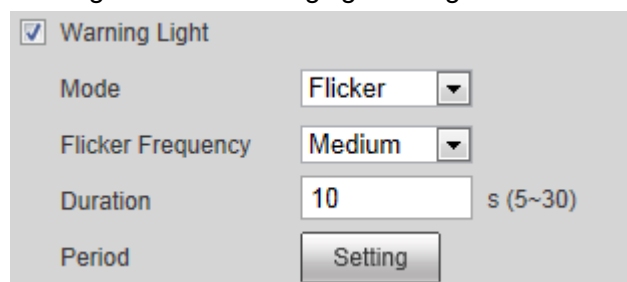 Warning Light
Mode Flicker
Flicker Frequency Medium
Duration 10 s (5~30)
Period Setting